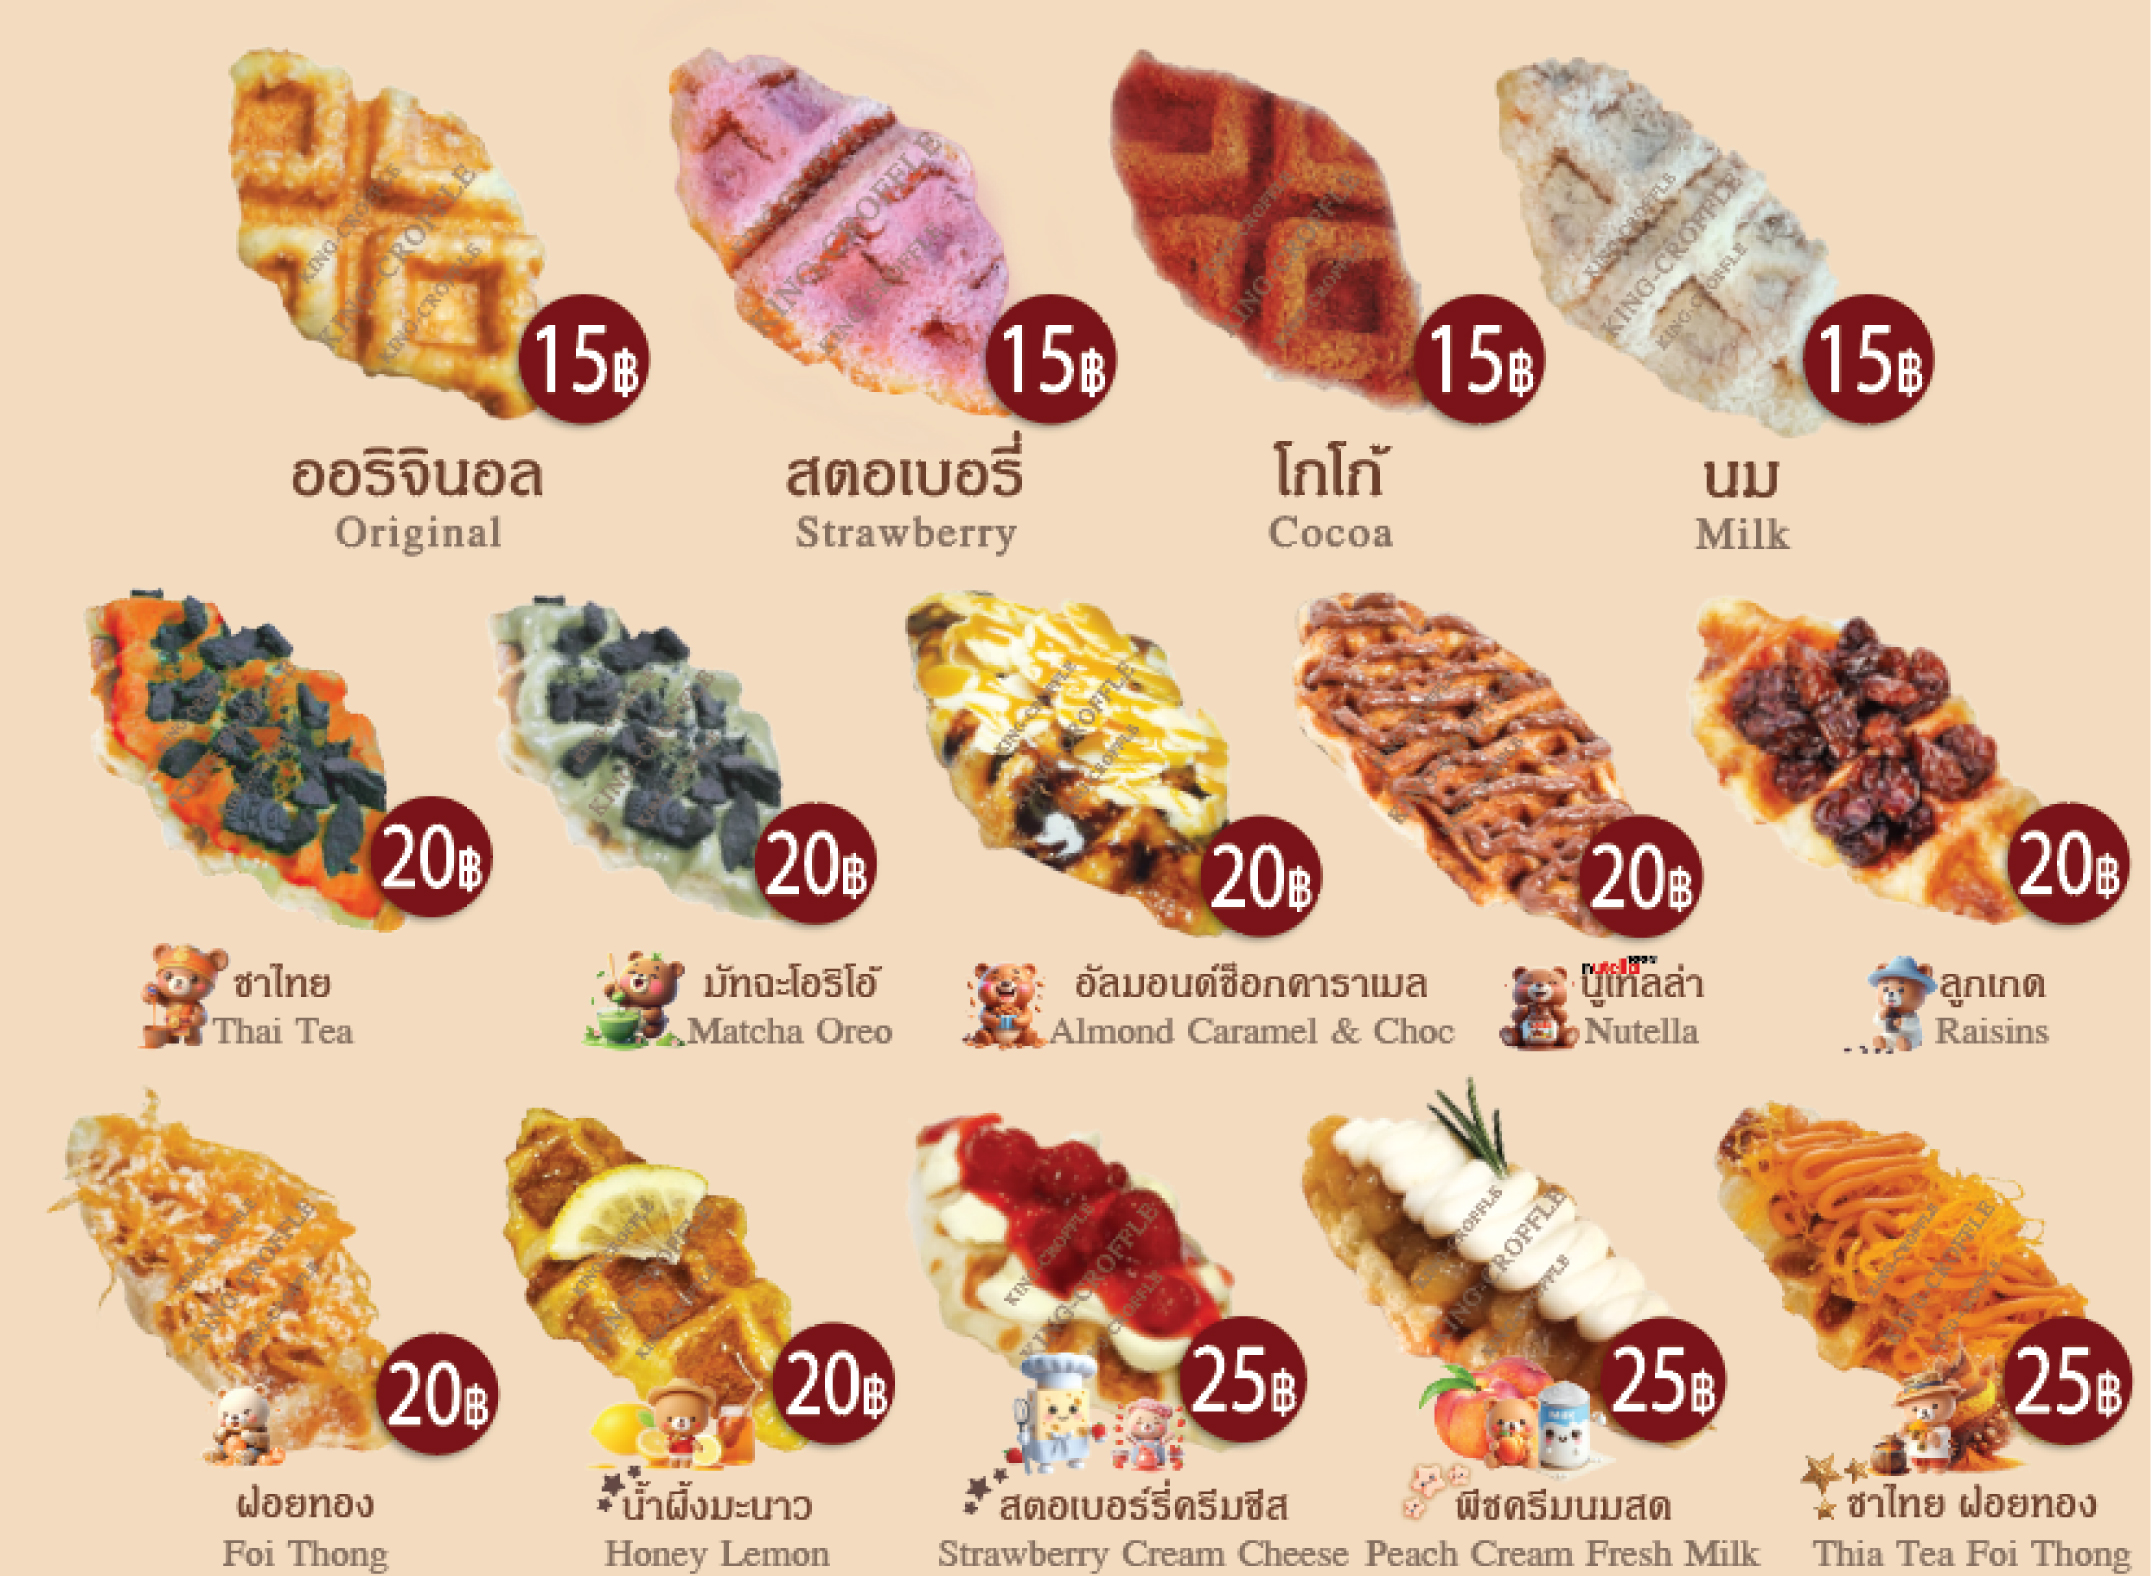 15฿
15฿
15฿
15฿
ออริจินอล
Original
สตอเบอรี่
Strawberry
โกโก้
Cocoa
นม
Milk
20฿
20฿
20฿
20฿
20฿
ชาไทย
Thai Tea
มัทฉะโอริโอ้
Matcha Oreo
อัลมอนด์ช็อกคาราเมล
Almond Caramel & Choc
nutella
นูเทลล่า
Nutella
ลูกเกด
Raisins
20฿
20฿
25฿
25฿
25฿
ฝอยทอง
Foi Thong
น้ำผึ้งมะนาว
Honey Lemon
สตอเบอร์รี่ครีมชีส
Strawberry Cream Cheese
พีชครีมนมสด
Peach Cream Fresh Milk
ชาไทย ฝอยทอง
Thia Tea Foi Thong
KING-CROFFLE